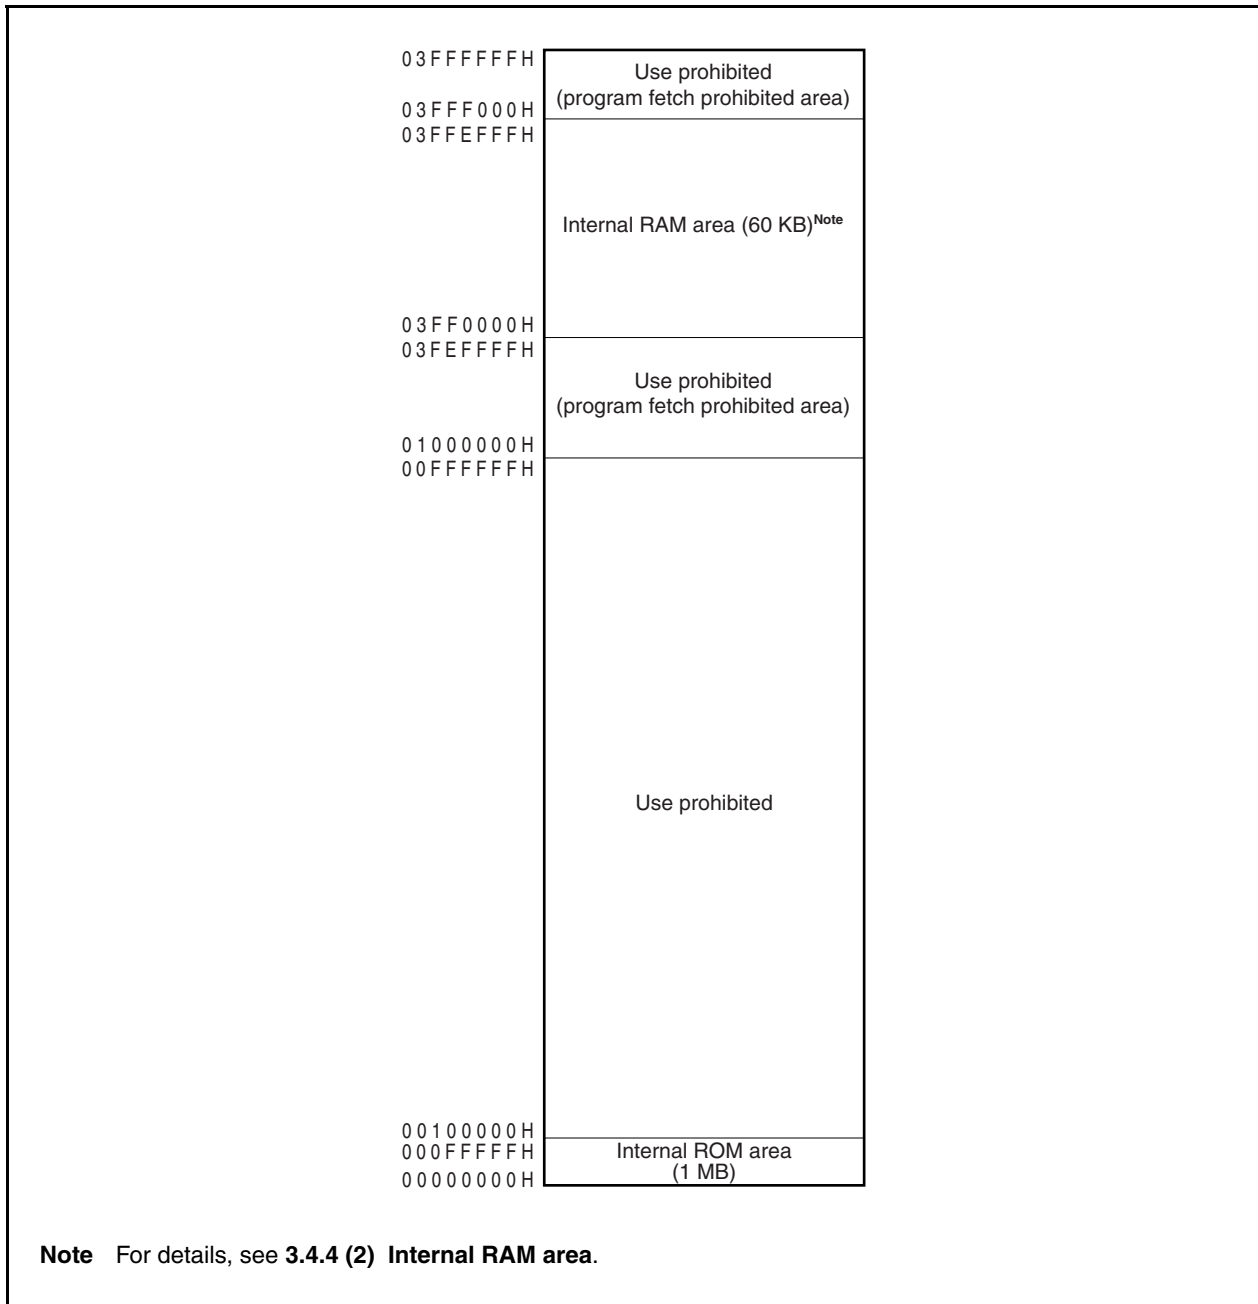 03FFFFFFH
Use prohibited
(program fetch prohibited area)
03FFF000H
03FFEFFFH
Internal RAM area (60 KB)Note
03FF0000H
03FEFFFFH
Use prohibited
(program fetch prohibited area)
01000000H
00FFFFFFH
Use prohibited
00100000H
000FFFFFH
Internal ROM area
(1 MB)
00000000H
Note For details, see 3.4.4 (2) Internal RAM area.